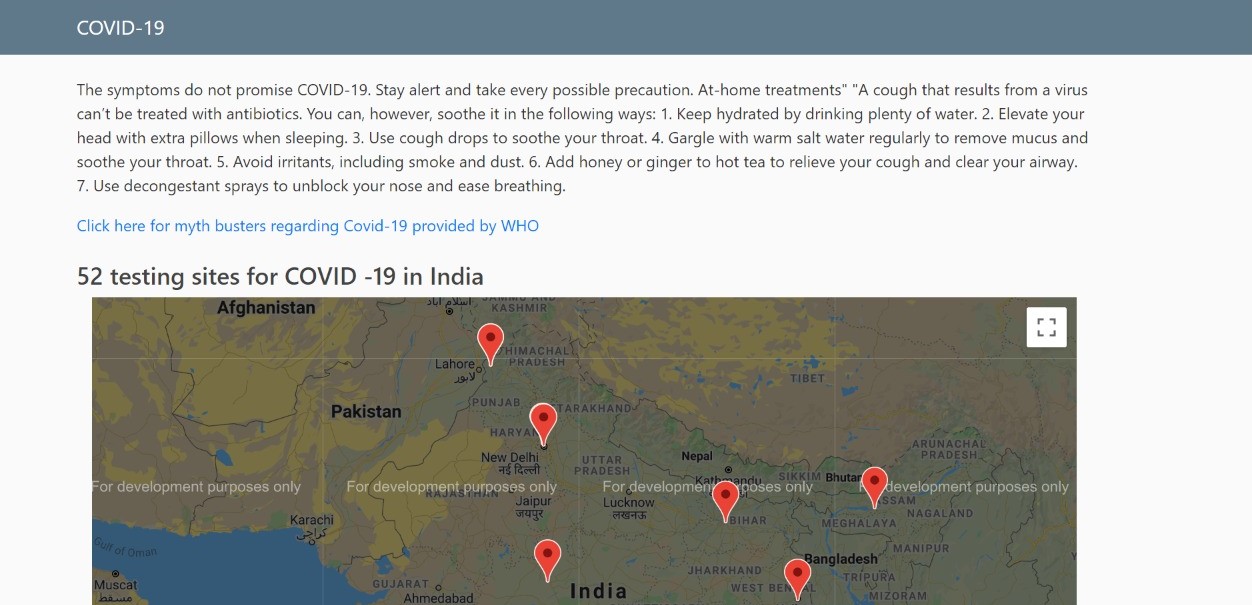 COVID-19
The symptoms do not promise COVID-19. Stay alert and take every possible precaution. At-home treatments" "A cough that results from a virus
can't be treated with antibiotics. You can, however, soothe it in the following ways: 1. Keep hydrated by drinking plenty of water. 2. Elevate your
head with extra pillows when sleeping. 3. Use cough drops to soothe your throat. 4. Gargle with warm salt water regularly to remove mucus and
soothe your throat. 5. Avoid irritants, including smoke and dust. 6. Add honey or ginger to hot tea to relieve your cough and clear your airway.
7. Use decongestant sprays to unblock your nose and ease breathing.
Click here for myth busters regarding Covid-19 provided by WHO
52 testing sites for COVID -19 in India
Afghanistan
اسلام آباد
JAMMU AND
KASHMIR
HIMACHAL
PRADESH
Lahore
لاہور
TIBET
Pakistan
PUNJAB
TARAKHAND
HARYAN
ARUNACHAL
PRADESH
New Delhi
नई दिल्ली
UTTAR
PRADESH
Nepal
Kathmandu
SIKKIM
Bhutan
For development purposes only
For development purposes only
For development purposes only
development purposes only
RAJASTHAN
Jaipur
जयपुर
Lucknow
लखनऊ
BIHAR
SSAM
NAGALAND
MEGHALAYA
Karachi
کراچی
Gulf of Oman
MANIPUR
Bangladesh
JHARKHAND
TRIPURA
Muscat
مسقط
GUJARAT
Ahmedabad
India
WEST BENGAL
MIZORAM